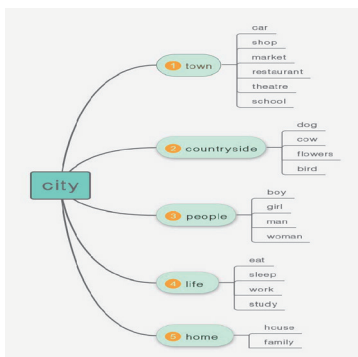 city
1 town
car
shop
market
restaurant
theatre
school
2 countryside
dog
cow
flowers
bird
3 people
boy
girl
man
woman
4 life
eat
sleep
work
study
5 home
house
family